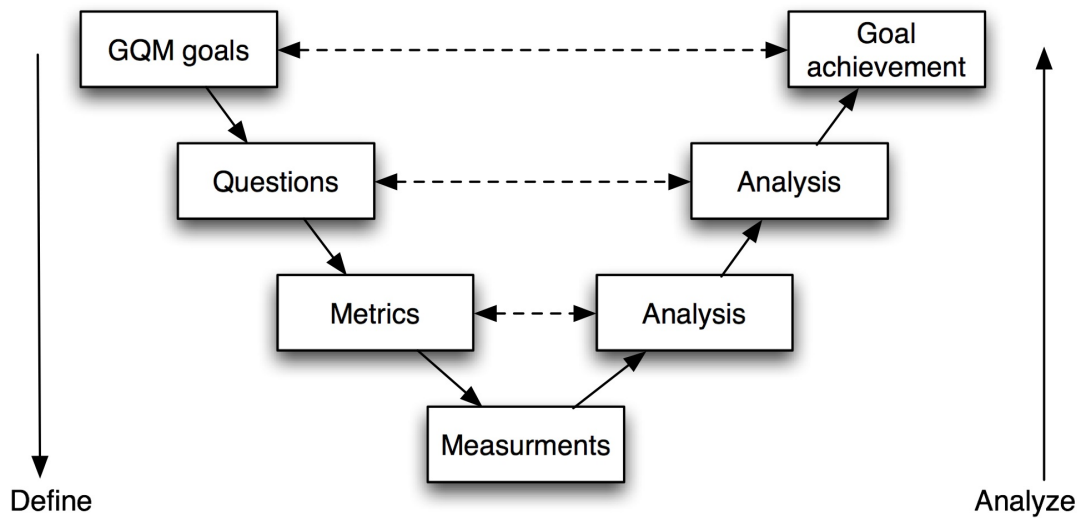 GQM goals
Goal
achievement
Questions
Analysis
Metrics
Analysis
Measurments
Define
Analyze